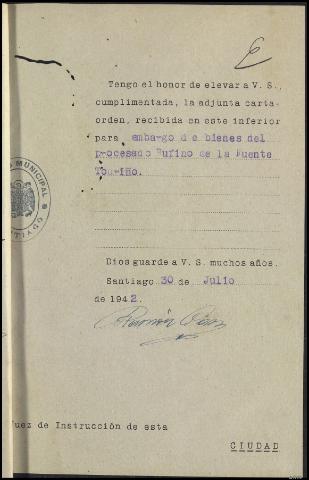 Tengo el honor de elevar a V. S.,
cumplimentada, la adjunta carta-
orden, recibida en este inferior
para embargo de bienes del
procesado Rufino de la Fuente
Touriño.
Dios guarde a V. S. muchos años.
Santiago 30 de Julio
de 1942.
Juez de Instrucción de esta
CIUDAD
MUNICIPAL